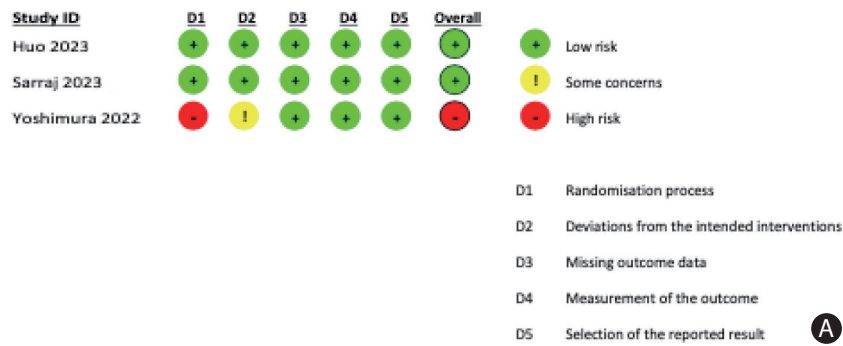 Study ID D1 D2 D3 D4 D5 Overall
Huo 2023 + + + + + + + Low risk
Sarraj 2023 + + + + + + ! Some concerns
Yoshimura 2022 - ! + + + - - High risk
D1 Randomisation process
D2 Deviations from the intended interventions
D3 Missing outcome data
D4 Measurement of the outcome
D5 Selection of the reported result
A